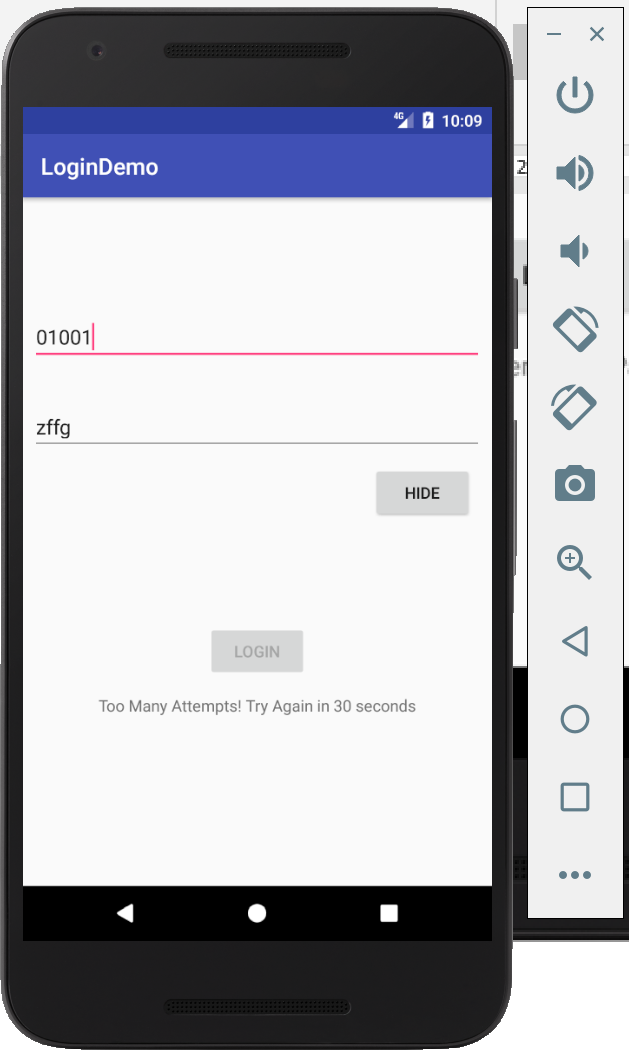 4G 10:09
LoginDemo
01001
zffg
HIDE
LOGIN
Too Many Attempts! Try Again in 30 seconds